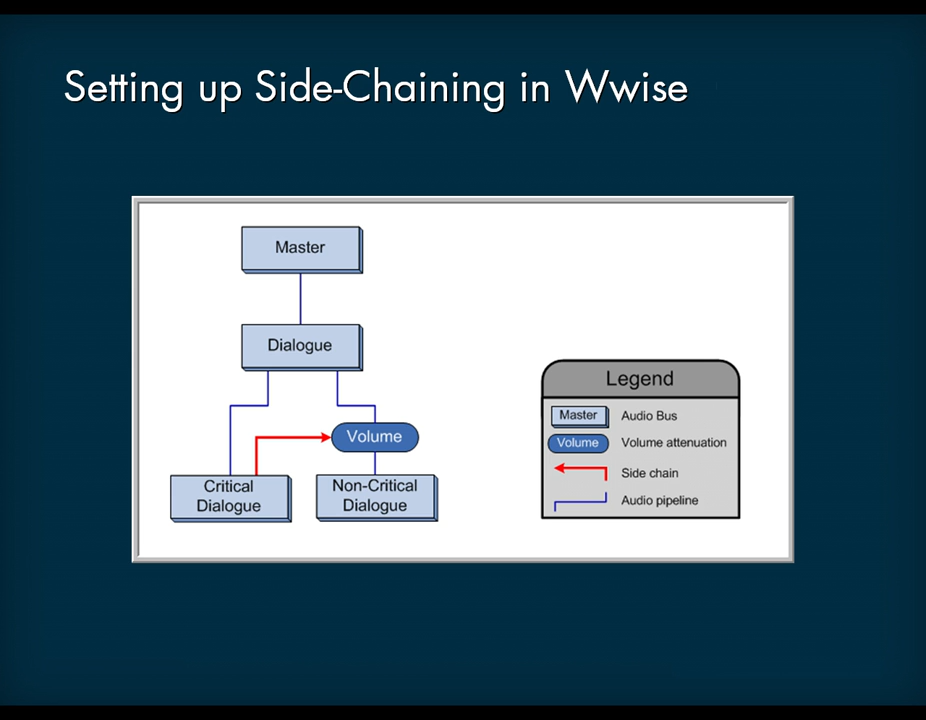 Setting up Side-Chaining in Wwise
Master
Dialogue
Volume
Critical
Dialogue
Non-Critical
Dialogue
Legend
Master Audio Bus
Volume Volume attenuation
Side chain
Audio pipeline